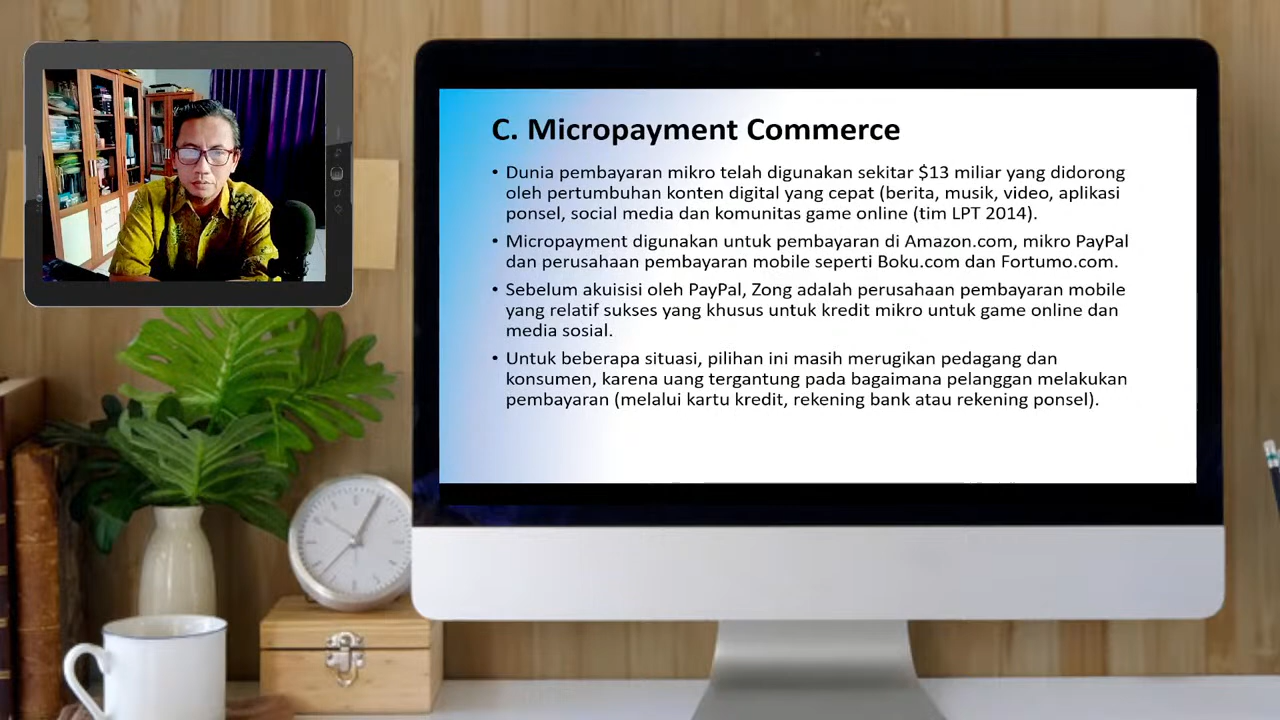 C. Micropayment Commerce
• Dunia pembayaran mikro telah digunakan sekitar $13 miliar yang didorong
oleh pertumbuhan konten digital yang cepat (berita, musik, video, aplikasi
ponsel, social media dan komunitas game online (tim LPT 2014).
• Micropayment digunakan untuk pembayaran di Amazon.com, mikro PayPal
dan perusahaan pembayaran mobile seperti Boku.com dan Fortumo.com.
• Sebelum akuisisi oleh PayPal, Zong adalah perusahaan pembayaran mobile
yang relatif sukses yang khusus untuk kredit mikro untuk game online dan
media sosial.
• Untuk beberapa situasi, pilihan ini masih merugikan pedagang dan
konsumen, karena uang tergantung pada bagaimana pelanggan melakukan
pembayaran (melalui kartu kredit, rekening bank atau rekening ponsel).